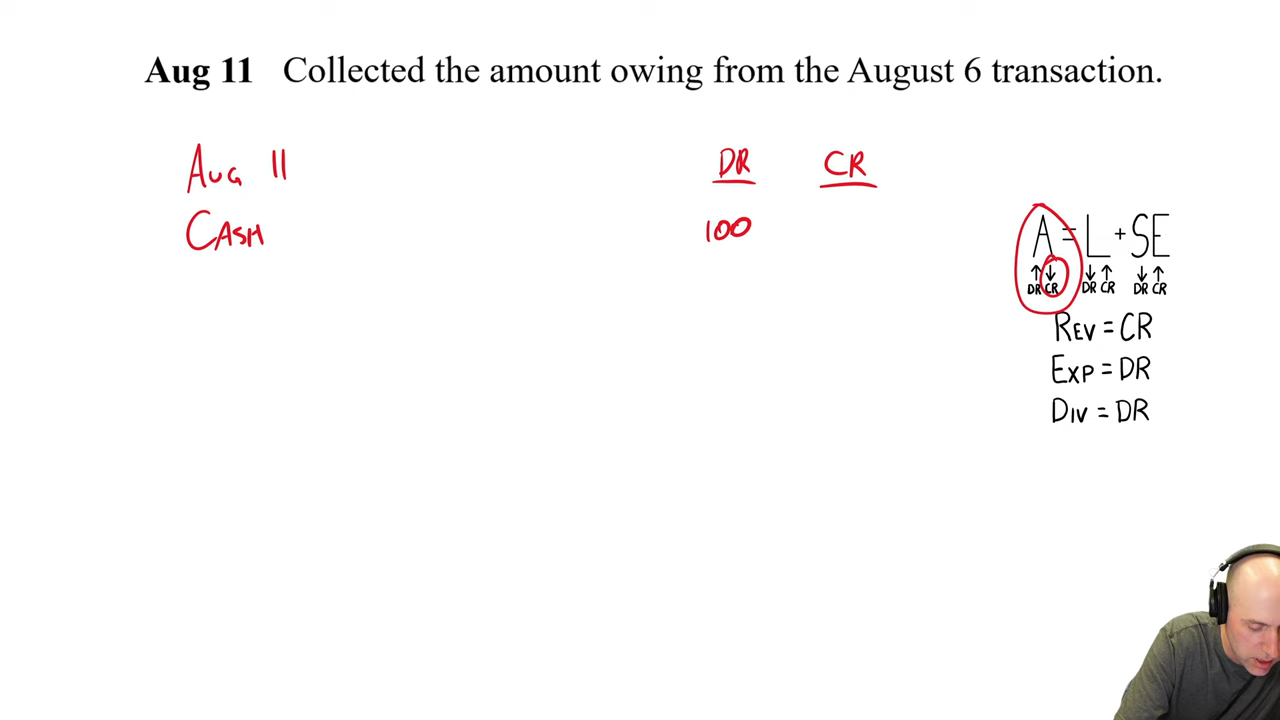 Aug 11 Collected the amount owing from the August 6 transaction.
Aug 11 DR CR
CASH 100
A = L + SE
↑ ↓ ↓ ↑ ↓ ↑
DR CR DR CR DR CR
REV = CR
EXP = DR
DIV = DR